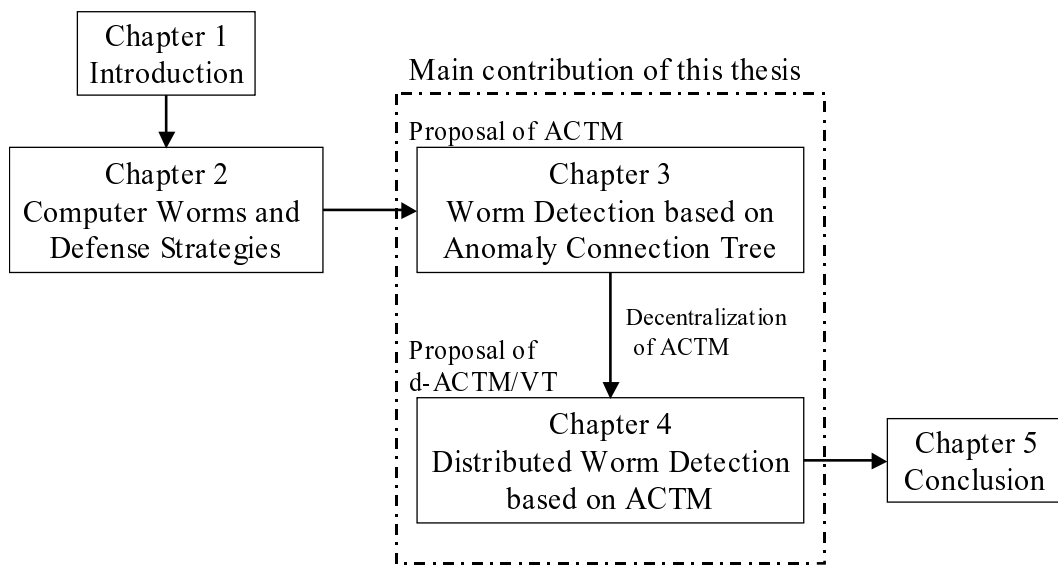 Chapter 1
Introduction
Main contribution of this thesis
Proposal of ACTM
Chapter 2
Computer Worms and
Defense Strategies
Chapter 3
Worm Detection based on
Anomaly Connection Tree
Decentralization
of ACTM
Proposal of
d-ACTM/VT
Chapter 4
Distributed Worm Detection
based on ACTM
Chapter 5
Conclusion